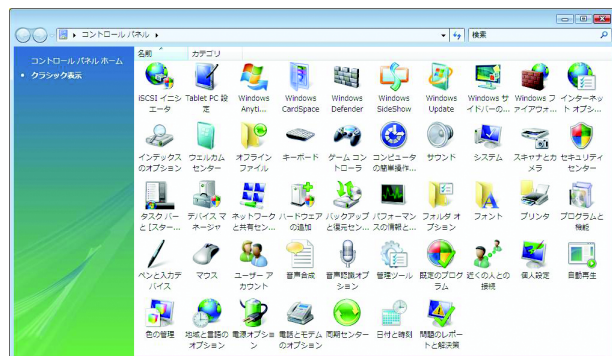 コントロール パネル
検索
コントロール パネル ホーム
クラシック表示
名前 カテゴリ
iSCSI イニシ
エータ
Tablet PC 設
定
Windows
Anyti...
Windows
CardSpace
Windows
Defender
Windows
SideShow
Windows
Update
Windows サ
イドバーの...
Windows フ
ァイアウォ...
インターネッ
ト オプシ...
インデックス
のオプション
ウェルカム
センター
オフライン
ファイル
キーボード
ゲーム コン
トローラ
コンピュータ
の簡単操作...
サウンド
システム
スキャナとカ
メラ
セキュリティ
センター
タスク バー
と [スター...
デバイス マ
ネージャ
ネットワーク
と共有セン...
ハードウェア
の追加
バックアップ
と復元セン...
パフォーマン
スの情報と...
フォルダ オ
プション
フォント
プリンタ
プログラムと
機能
ペンと入力デ
バイス
マウス
ユーザー ア
カウント
音声合成
音声認識オプ
ション
管理ツール
既定のプログ
ラム
近くの人との
接続
個人設定
自動再生
色の管理
地域と言語の
オプション
電源オプショ
ン
電話とモデム
のオプション
同期センター
日付と時刻
問題のレポー
トと解決策